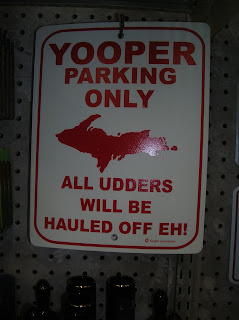 YOOPER
PARKING
ONLY
ALL UDDERS
WILL BE
HAULED OFF EH!